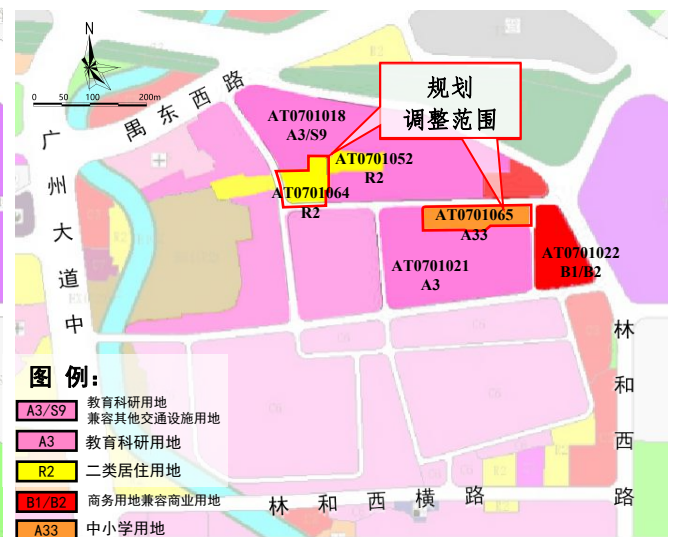 N
0 50 100 200m
禺东西路
广州大道中
规划
调整范围
AT0701018
A3/S9
AT0701052
R2
AT0701064
R2
AT0701065
A33
AT0701022
B1/B2
AT0701021
A3
林和西路
林和西横路
图 例：
A3/S9 教育科研用地
兼容其他交通设施用地
A3 教育科研用地
R2 二类居住用地
B1/B2 商务用地兼容商业用地
A33 中小学用地